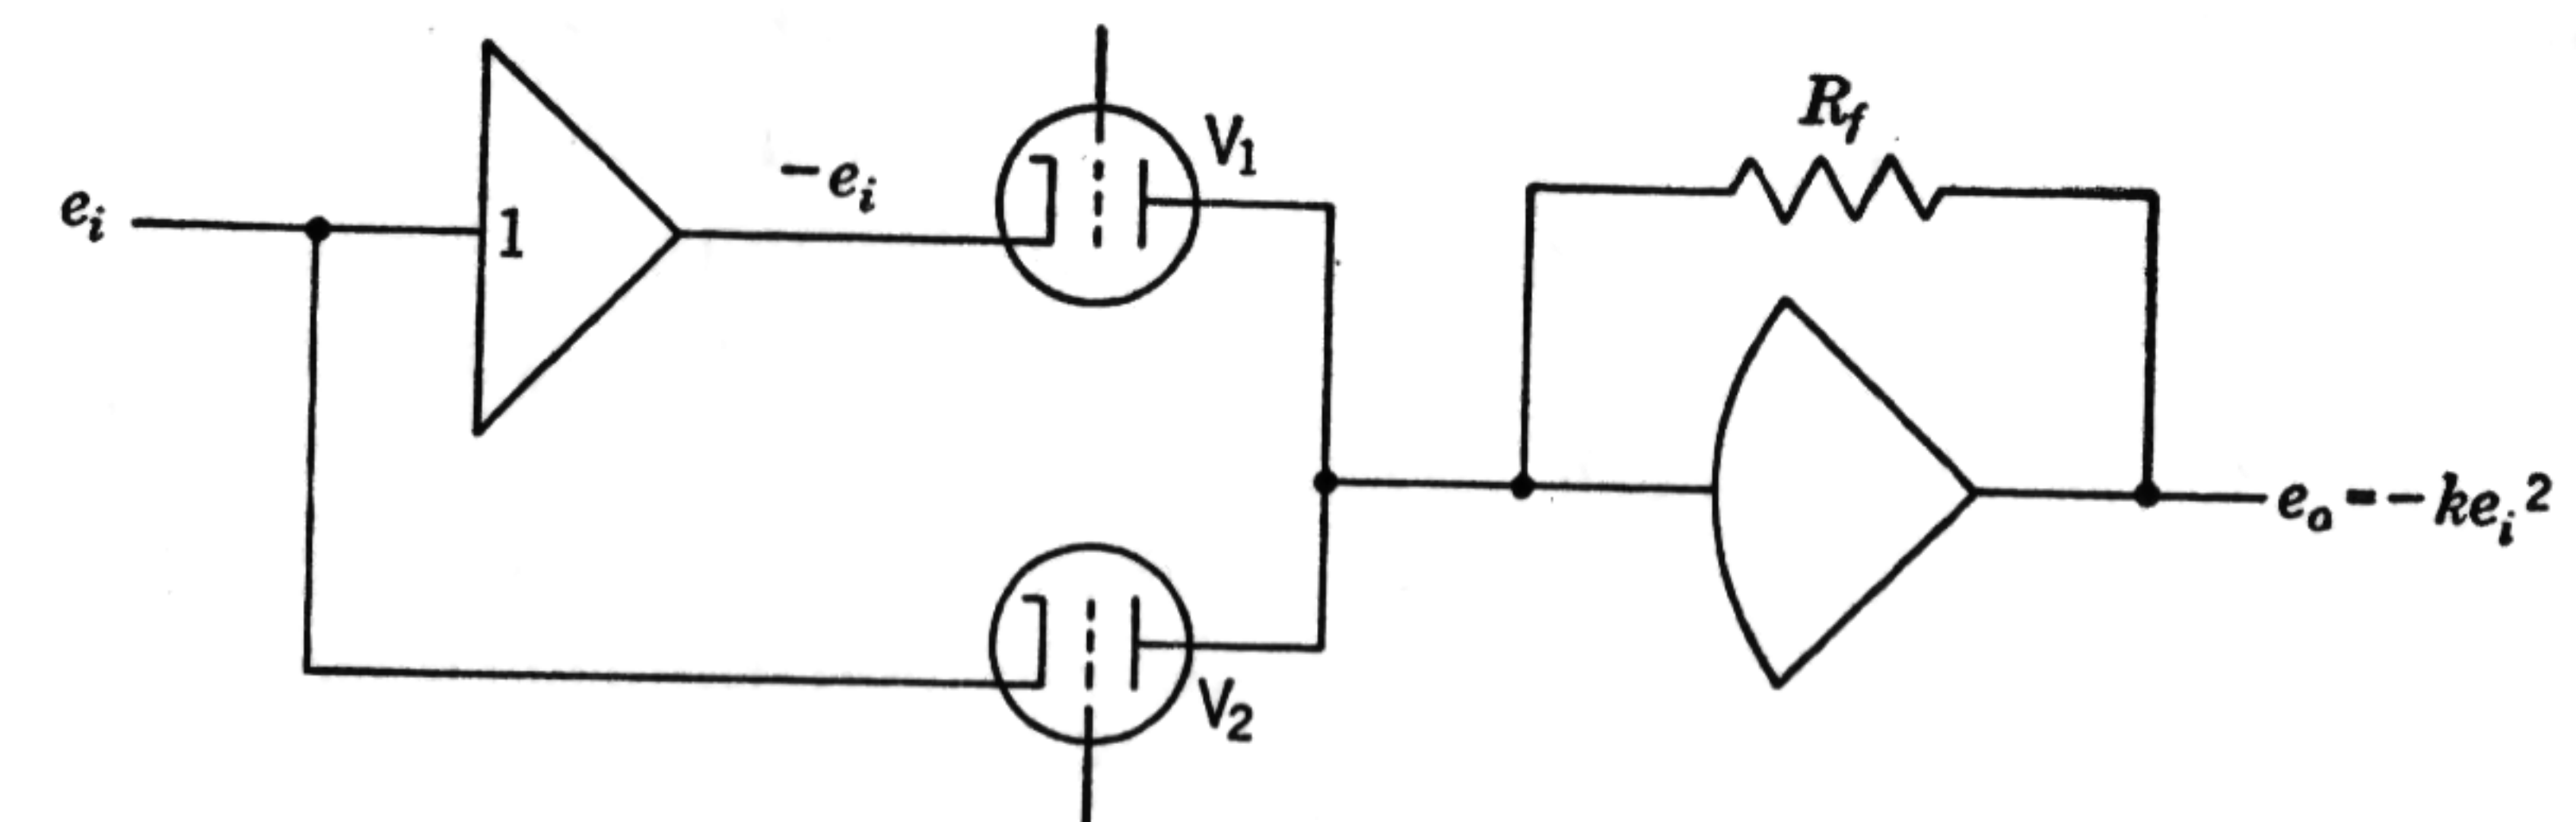 e_i
1
-e_i
V_1
V_2
R_f
e_o = -ke_i^2